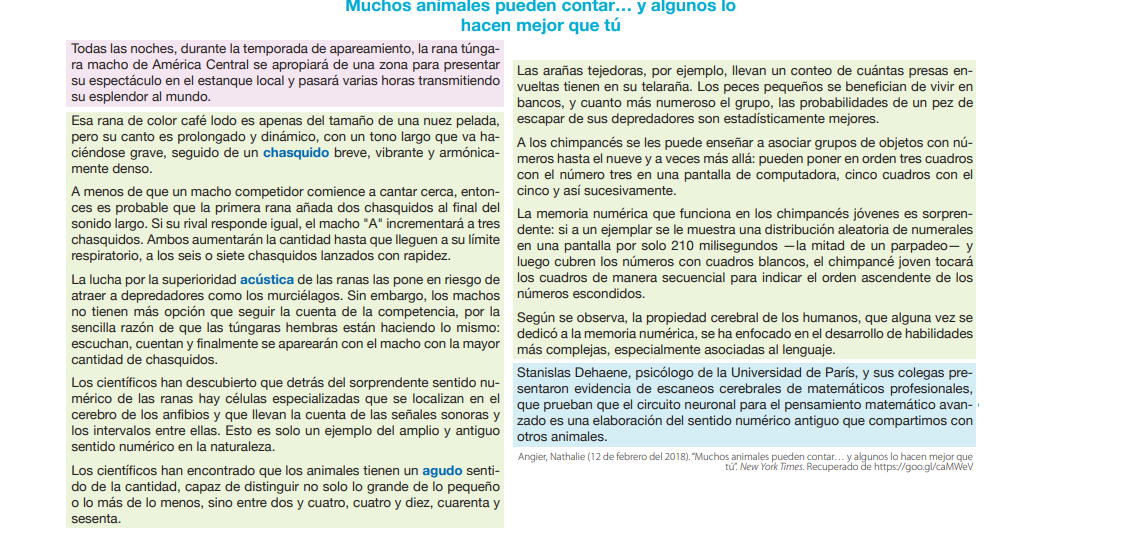 Muchos animales pueden contar… y algunos lo
hacen mejor que tú
Todas las noches, durante la temporada de apareamiento, la rana túnga-
ra macho de América Central se apropiará de una zona para presentar
su espectáculo en el estanque local y pasará varias horas transmitiendo
su esplendor al mundo.
Esa rana de color café lodo es apenas del tamaño de una nuez pelada,
pero su canto es prolongado y dinámico, con un tono largo que va ha-
ciéndose grave, seguido de un chasquido breve, vibrante y armónica-
mente denso.
A menos de que un macho competidor comience a cantar cerca, enton-
ces es probable que la primera rana añada dos chasquidos al final del
sonido largo. Si su rival responde igual, el macho "A" incrementará a tres
chasquidos. Ambos aumentarán la cantidad hasta que lleguen a su límite
respiratorio, a los seis o siete chasquidos lanzados con rapidez.
La lucha por la superioridad acústica de las ranas las pone en riesgo de
atraer a depredadores como los murciélagos. Sin embargo, los machos
no tienen más opción que seguir la cuenta de la competencia, por la
sencilla razón de que las túngaras hembras están haciendo lo mismo:
escuchan, cuentan y finalmente se aparearán con el macho con la mayor
cantidad de chasquidos.
Los científicos han descubierto que detrás del sorprendente sentido nu-
mérico de las ranas hay células especializadas que se localizan en el
cerebro de los anfibios y que llevan la cuenta de las señales sonoras y
los intervalos entre ellas. Esto es solo un ejemplo del amplio y antiguo
sentido numérico en la naturaleza.
Los científicos han encontrado que los animales tienen un agudo senti-
do de la cantidad, capaz de distinguir no solo lo grande de lo pequeño
o lo más de lo menos, sino entre dos y cuatro, cuatro y diez, cuarenta y
sesenta.
Las arañas tejedoras, por ejemplo, llevan un conteo de cuántas presas en-
vueltas tienen en su telaraña. Los peces pequeños se benefician de vivir en
bancos, y cuanto más numeroso el grupo, las probabilidades de un pez de
escapar de sus depredadores son estadísticamente mejores.
A los chimpancés se les puede enseñar a asociar grupos de objetos con nú-
meros hasta el nueve y a veces más allá: pueden poner en orden tres cuadros
con el número tres en una pantalla de computadora, cinco cuadros con el
cinco y así sucesivamente.
La memoria numérica que funciona en los chimpancés jóvenes es sorpren-
dente: si a un ejemplar se le muestra una distribución aleatoria de numerales
en una pantalla por solo 210 milisegundos —la mitad de un parpadeo— y
luego cubren los números con cuadros blancos, el chimpancé joven tocará
los cuadros de manera secuencial para indicar el orden ascendente de los
números escondidos.
Según se observa, la propiedad cerebral de los humanos, que alguna vez se
dedicó a la memoria numérica, se ha enfocado en el desarrollo de habilidades
más complejas, especialmente asociadas al lenguaje.
Stanislas Dehaene, psicólogo de la Universidad de París, y sus colegas pre-
sentaron evidencia de escaneos cerebrales de matemáticos profesionales,
que prueban que el circuito neuronal para el pensamiento matemático avan-
zado es una elaboración del sentido numérico antiguo que compartimos con
otros animales.
Angier, Nathalie (12 de febrero del 2018). "Muchos animales pueden contar… y algunos lo hacen mejor que
tú". New York Times. Recuperado de https://goo.gl/caMWeV